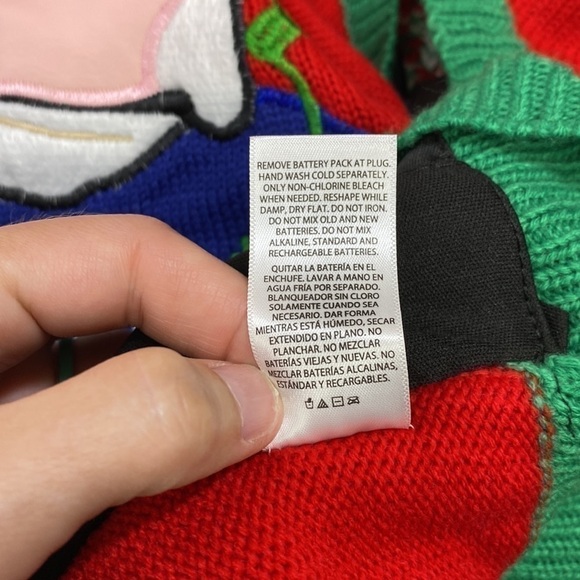 REMOVE BATTERY PACK AT PLUG.
HAND WASH COLD SEPARATELY.
ONLY NON-CHLORINE BLEACH
WHEN NEEDED. RESHAPE WHILE
DAMP, DRY FLAT. DO NOT IRON.
DO NOT MIX OLD AND NEW
BATTERIES. DO NOT MIX
ALKALINE, STANDARD AND
RECHARGEABLE BATTERIES.
QUITAR LA BATERÍA EN EL
ENCHUFE. LAVAR A MANO EN
AGUA FRÍA POR SEPARADO.
BLANQUEADOR SIN CLORO
SOLAMENTE CUANDO SEA
NECESARIO. DAR FORMA
MIENTRAS ESTÁ HÚMEDO, SECAR
EXTENDIDO EN PLANO. NO
PLANCHAR. NO MEZCLAR
BATERÍAS VIEJAS Y NUEVAS. NO
MEZCLAR BATERÍAS ALCALINAS,
ESTÁNDAR Y RECARGABLES.